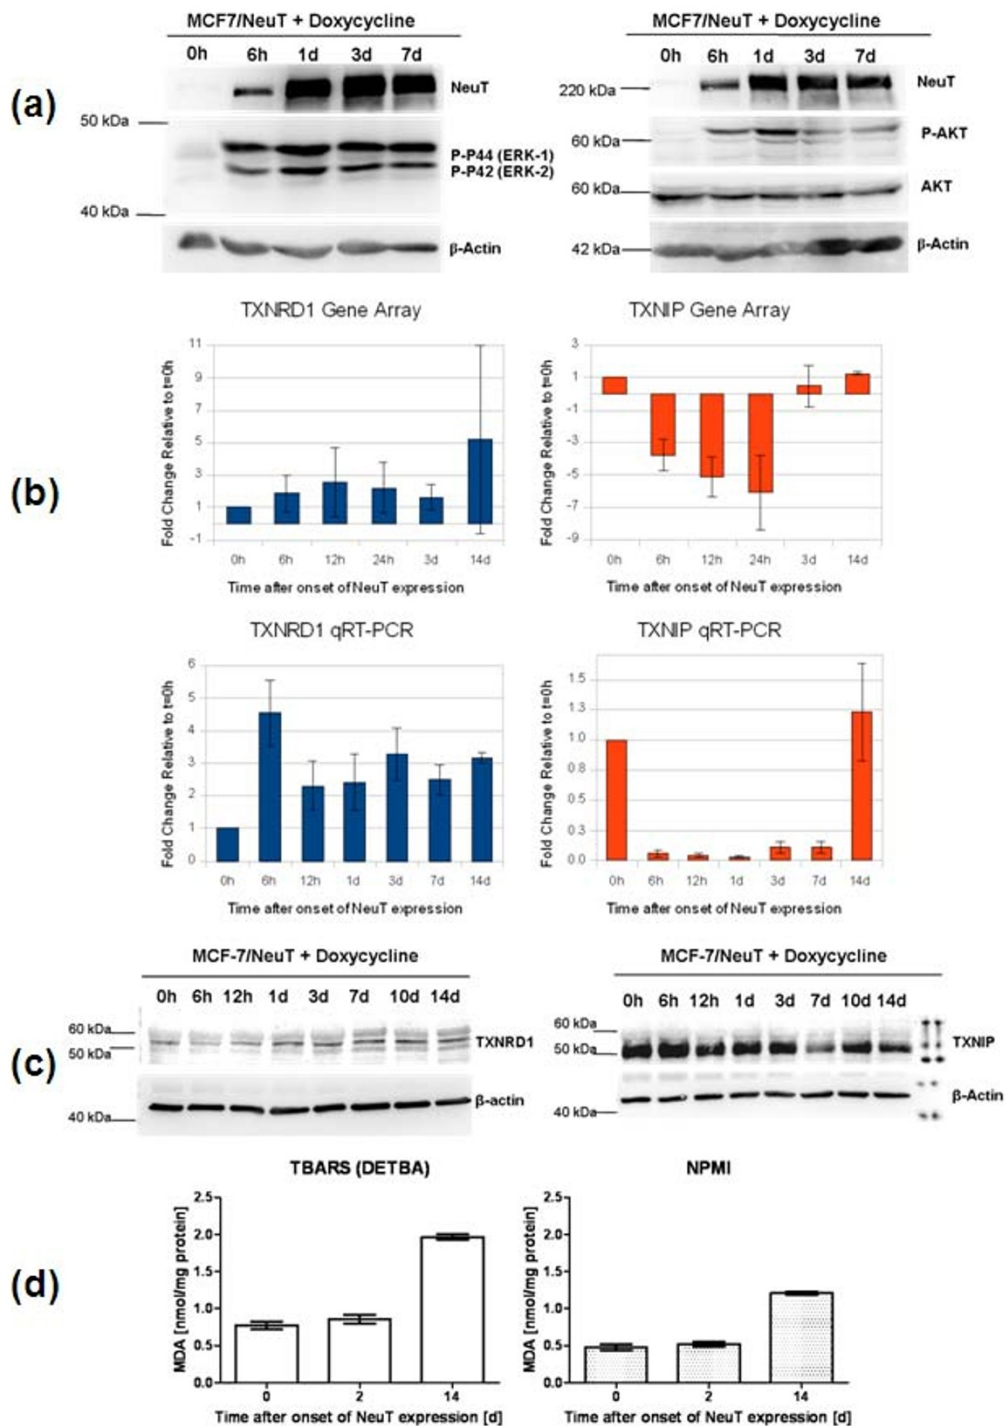 (a)
MCF7/NeuT + Doxycycline
0h 6h 1d 3d 7d
NeuT
50 kDa
P-P44 (ERK-1)
P-P42 (ERK-2)
40 kDa
β-Actin
MCF7/NeuT + Doxycycline
0h 6h 1d 3d 7d
220 kDa
NeuT
P-AKT
60 kDa
60 kDa
AKT
42 kDa
β-Actin
(b)
TXNRD1 Gene Array
Fold Change Relative to t=0h
11
9
7
5
3
1
-1
0h 6h 12h 24h 3d 14d
Time after onset of NeuT expression
TXNIP Gene Array
Fold Change Relative to t=0h
3
1
-1
-3
-5
-7
-9
0h 6h 12h 24h 3d 14d
Time after onset of NeuT expression
TXNRD1 qRT-PCR
Fold Change Relative to t=0h
6
5
4
3
2
1
0
0h 6h 12h 1d 3d 7d 14d
Time after onset of NeuT expression
TXNIP qRT-PCR
Fold Change Relative to t=0h
1.5
1.3
1.0
0.8
0.5
0.3
0.0
0h 6h 12h 1d 3d 7d 14d
Time after onset of NeuT expression
(c)
MCF-7/NeuT + Doxycycline
0h 6h 12h 1d 3d 7d 10d 14d
60 kDa
50 kDa
TXNRD1
β-actin
40 kDa
MCF-7/NeuT + Doxycycline
0h 6h 12h 1d 3d 7d 10d 14d
60 kDa
50 kDa
TXNIP
β-Actin
40 kDa
(d)
TBARS (DETBA)
MDA [nmol/mg protein]
2.5
2.0
1.5
1.0
0.5
0.0
0 2 14
Time after onset of NeuT expression [d]
NPMI
MDA [nmol/mg protein]
2.5
2.0
1.5
1.0
0.5
0.0
0 2 14
Time after onset of NeuT expression [d]